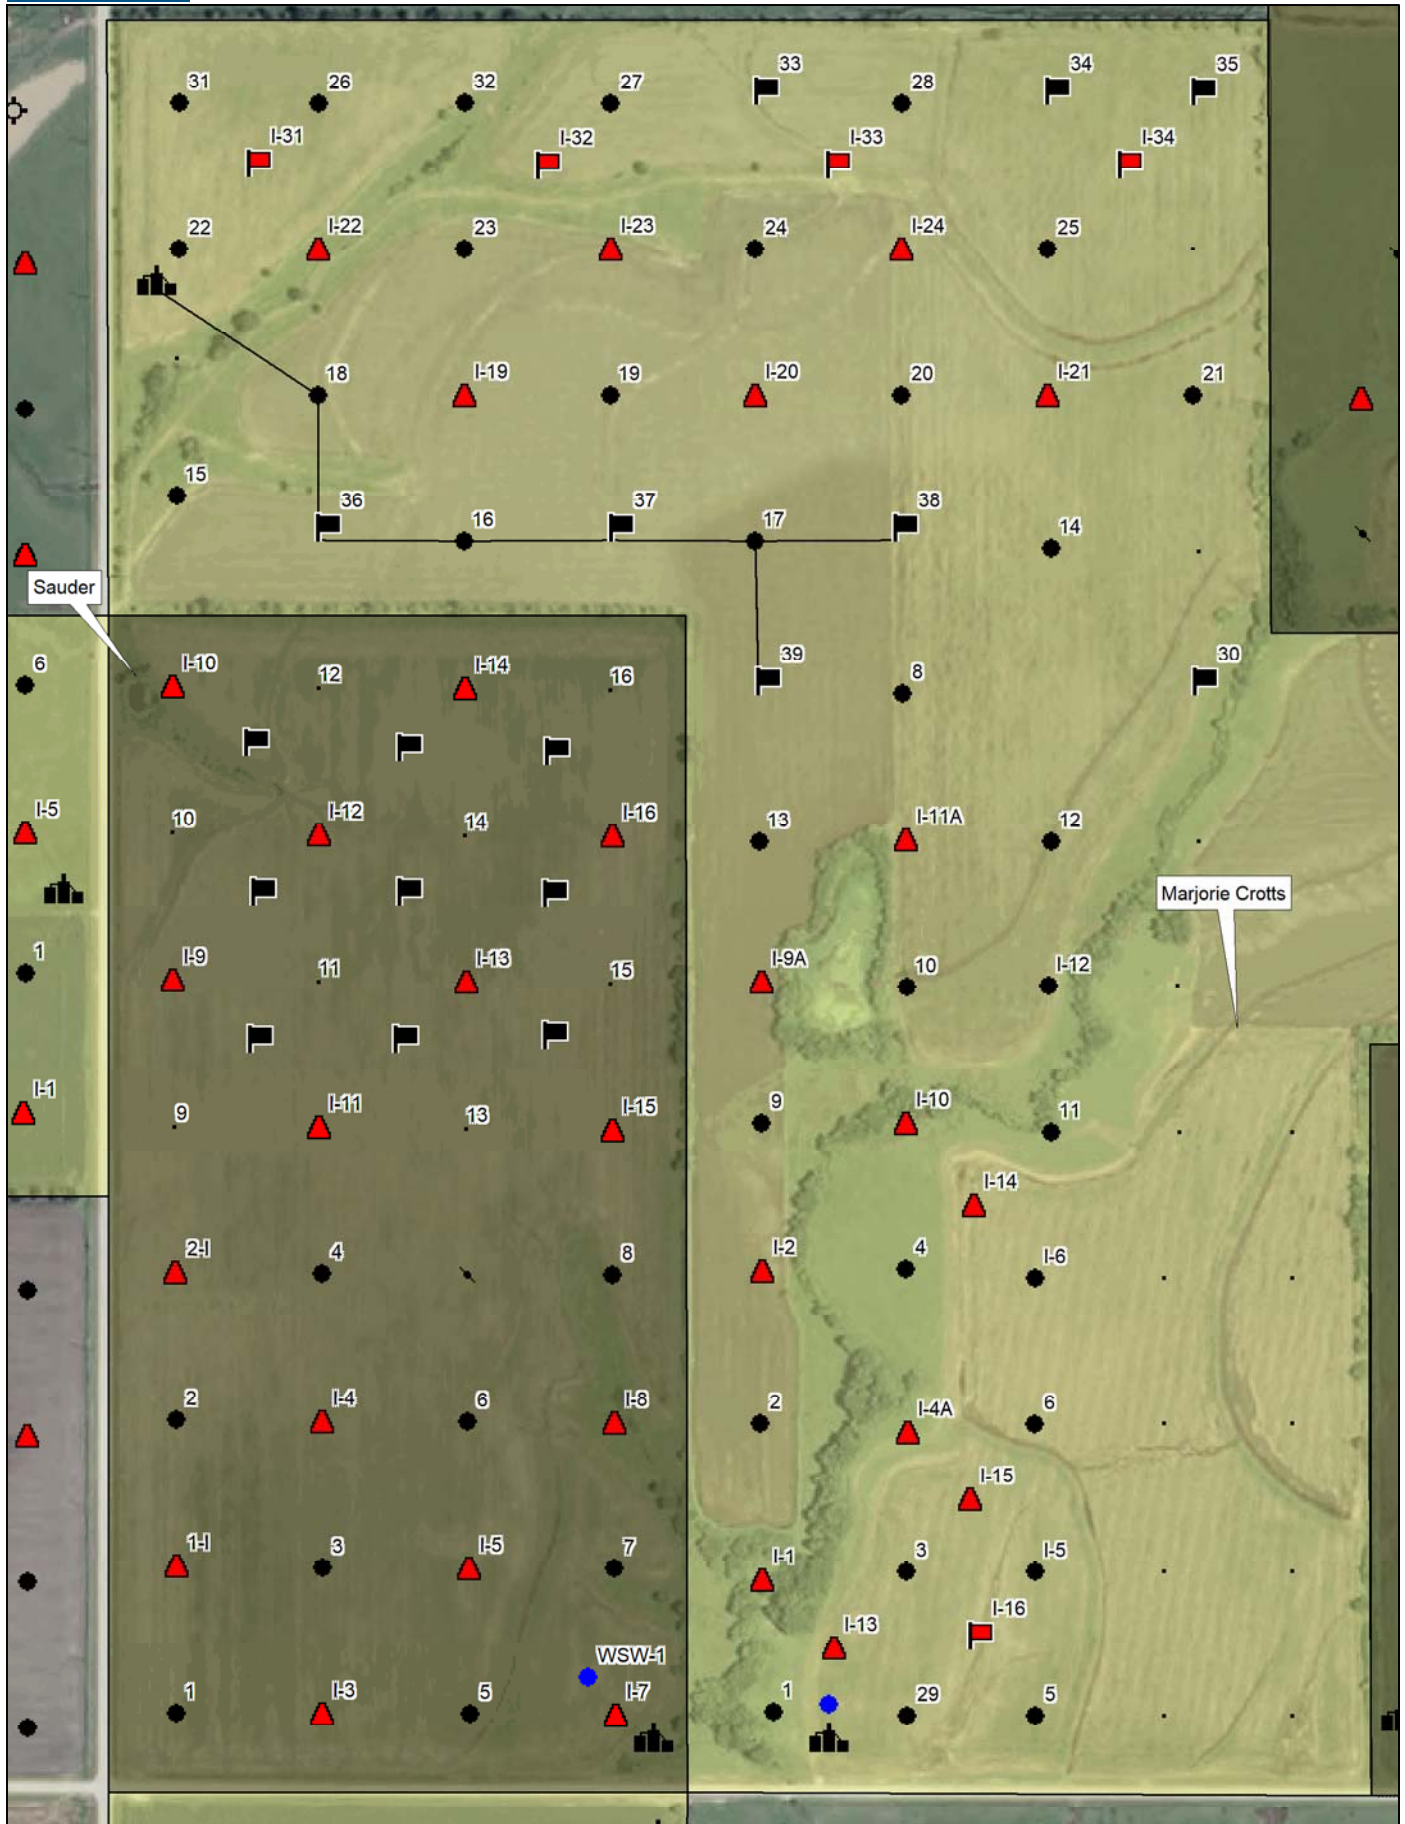 31 26 32 27 33 28 34 35
I-31 I-32 I-33 I-34
22 I-22 23 I-23 24 I-24 25
18 I-19 19 I-20 20 I-21 21
15 36 16 37 17 38 14
Sauder
6 I-10 12 I-14 16 39 8 30
I-5 10 I-12 14 I-16 13 I-11A 12
Marjorie Crotts
1 I-9 11 I-13 15 I-9A 10 I-12
I-1 9 I-11 13 I-15 9 I-10 11
I-14
2-I 4 8 I-2 4 I-6
2 I-4 6 I-8 2 I-4A 6
I-15
1-I 3 I-5 7 I-1 3 I-5
I-13 I-16
WSW-1
1 I-3 5 I-7 1 29 5